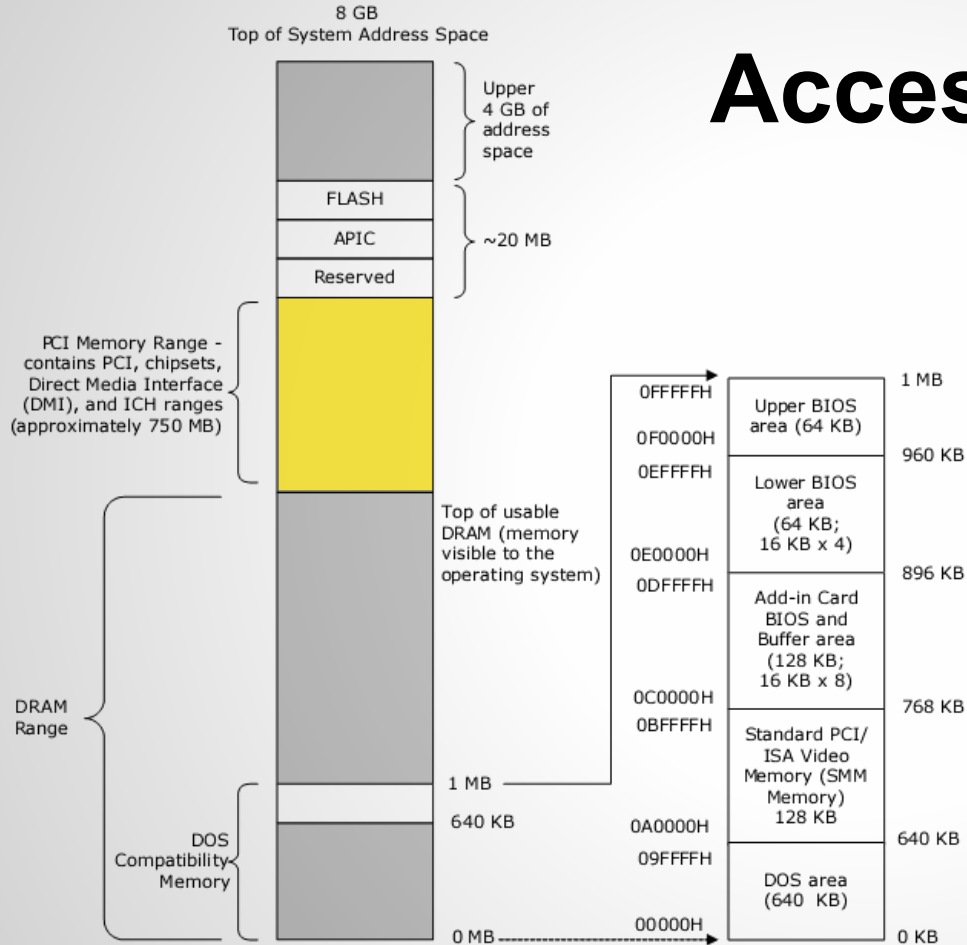 8 GB
Top of System Address Space
Acces
Upper
4 GB of
address
space
FLASH
APIC
Reserved
~20 MB
PCI Memory Range -
contains PCI, chipsets,
Direct Media Interface
(DMI), and ICH ranges
(approximately 750 MB)
Top of usable
DRAM (memory
visible to the
operating system)
DRAM
Range
1 MB
640 KB
DOS
Compatibility
Memory
0 MB
0FFFFFH
0F0000H
0EFFFFH
0E0000H
0DFFFFH
0C0000H
0BFFFFH
0A0000H
09FFFFH
00000H
Upper BIOS
area (64 KB)
Lower BIOS
area
(64 KB;
16 KB x 4)
Add-in Card
BIOS and
Buffer area
(128 KB;
16 KB x 8)
Standard PCI/
ISA Video
Memory (SMM
Memory)
128 KB
DOS area
(640 KB)
1 MB
960 KB
896 KB
768 KB
640 KB
0 KB